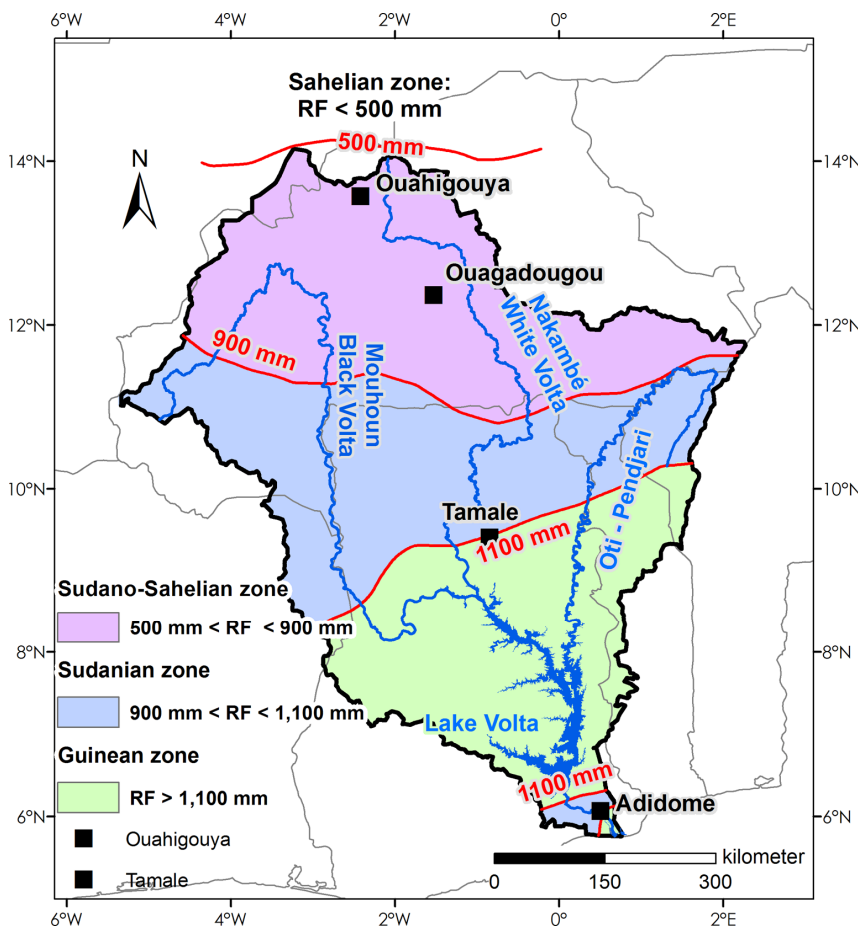 6°W 4°W 2°W 0° 2°E
Sahelian zone:
RF < 500 mm
500 mm
14°N 14°N
N
Ouahigouya
Ouagadougou
12°N 12°N
Nakambé
White Volta
900 mm
Mouhoun
Black Volta
10°N 10°N
Oti - Pendjari
Tamale
1100 mm
Sudano-Sahelian zone
500 mm < RF < 900 mm
8°N 8°N
Sudanian zone
900 mm < RF < 1,100 mm
Lake Volta
Guinean zone
RF > 1,100 mm
1100 mm
6°N 6°N
Adidome
Ouahigouya
Tamale
kilometer
0 150 300
6°W 4°W 2°W 0° 2°E